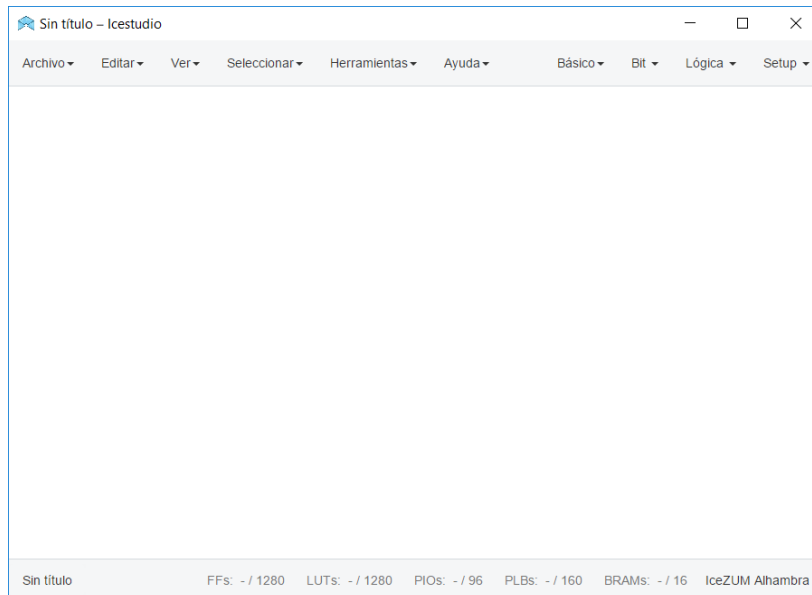 Sin título – Icestudio
Archivo Editar Ver Seleccionar Herramientas Ayuda Básico Bit Lógica Setup
Sin título FFs: - / 1280 LUTs: - / 1280 PIOs: - / 96 PLBs: - / 160 BRAMs: - / 16 IceZUM Alhambra